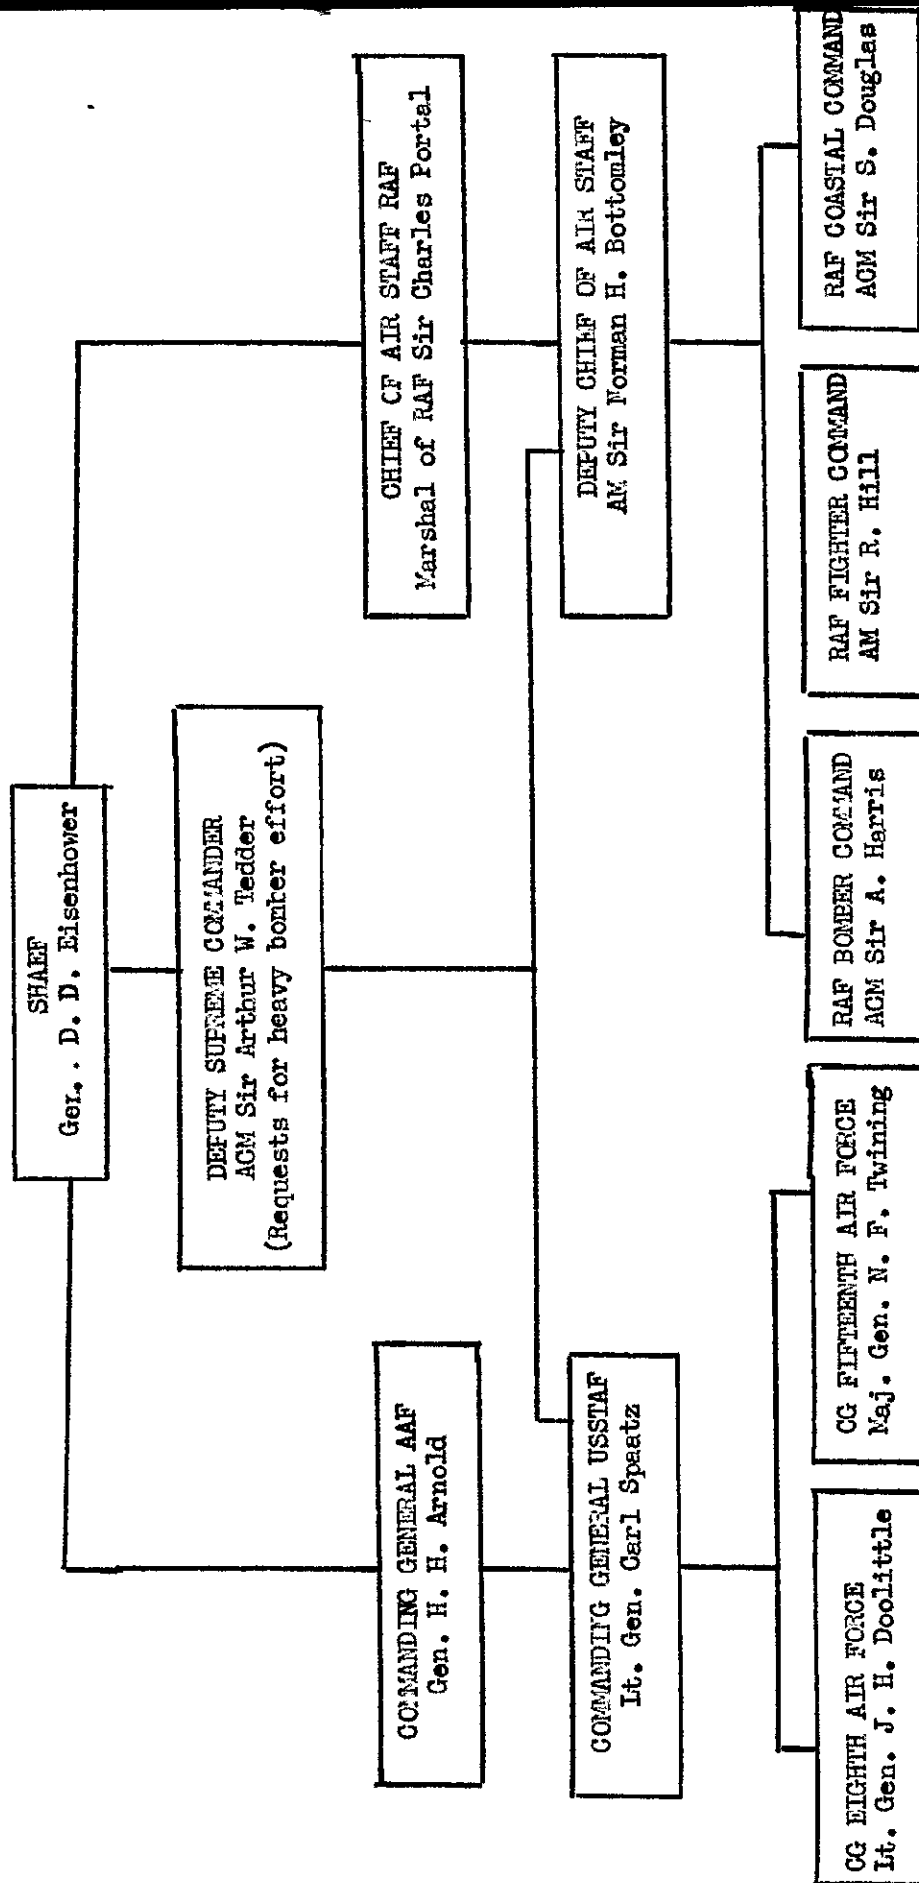 SHAEF
Ger.. D. D. Eisenhower
DEFUTY SUPREME COMMANDER
ACM Sir Arthur W. Tedder
(Requests for heavy bomber effort)
COMMANDING GENERAL AAF
Gen. H. H. Arnold
CHIEF CF AIR STAFF RAF
Marshal of RAF Sir Charles Portal
COMMANDING GENERAL USSTAF
Lt. Gen. Carl Spaatz
DEPUTY CHIEF OF AIR STAFF
AM Sir Norman H. Bottomley
CG EIGHTH AIR FORCE
Lt. Gen. J. H. Doolittle
CG FIFTEENTH AIR FORCE
Maj. Gen. N. F. Twining
RAF BOMBER COMMAND
ACM Sir A. Harris
RAF FIGHTER COMMAND
AM Sir R. Hill
RAF COASTAL COMMAND
ACM Sir S. Douglas